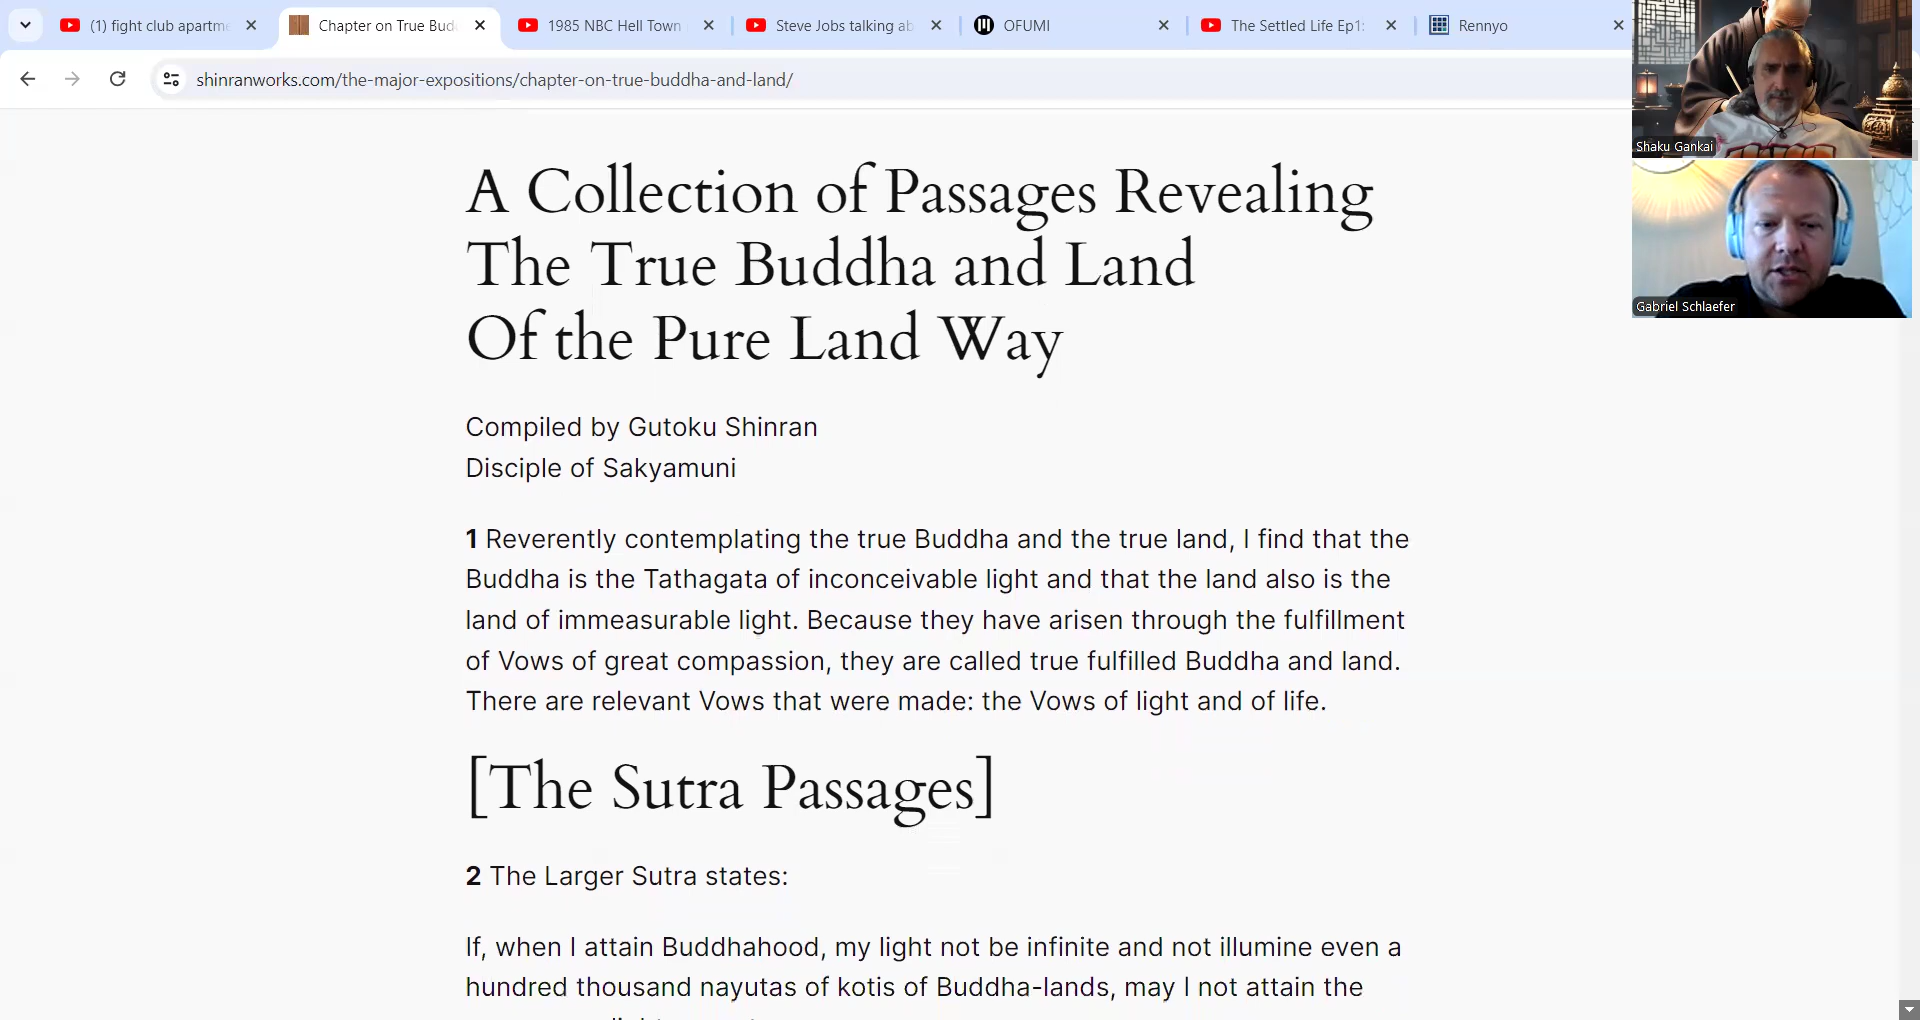 (1) fight club apartm
Chapter on True Bud
1985 NBC Hell Town
Steve Jobs talking ab
OFUMI
The Settled Life Ep1:
Rennyo
shinranworks.com/the-major-expositions/chapter-on-true-buddha-and-land/
Shaku Gankai
Gabriel Schlaefer
A Collection of Passages Revealing
The True Buddha and Land
Of the Pure Land Way
Compiled by Gutoku Shinran
Disciple of Sakyamuni
1 Reverently contemplating the true Buddha and the true land, I find that the
Buddha is the Tathagata of inconceivable light and that the land also is the
land of immeasurable light. Because they have arisen through the fulfillment
of Vows of great compassion, they are called true fulfilled Buddha and land.
There are relevant Vows that were made: the Vows of light and of life.
[The Sutra Passages]
2 The Larger Sutra states:
If, when I attain Buddhahood, my light not be infinite and not illumine even a
hundred thousand nayutas of kotis of Buddha-lands, may I not attain the